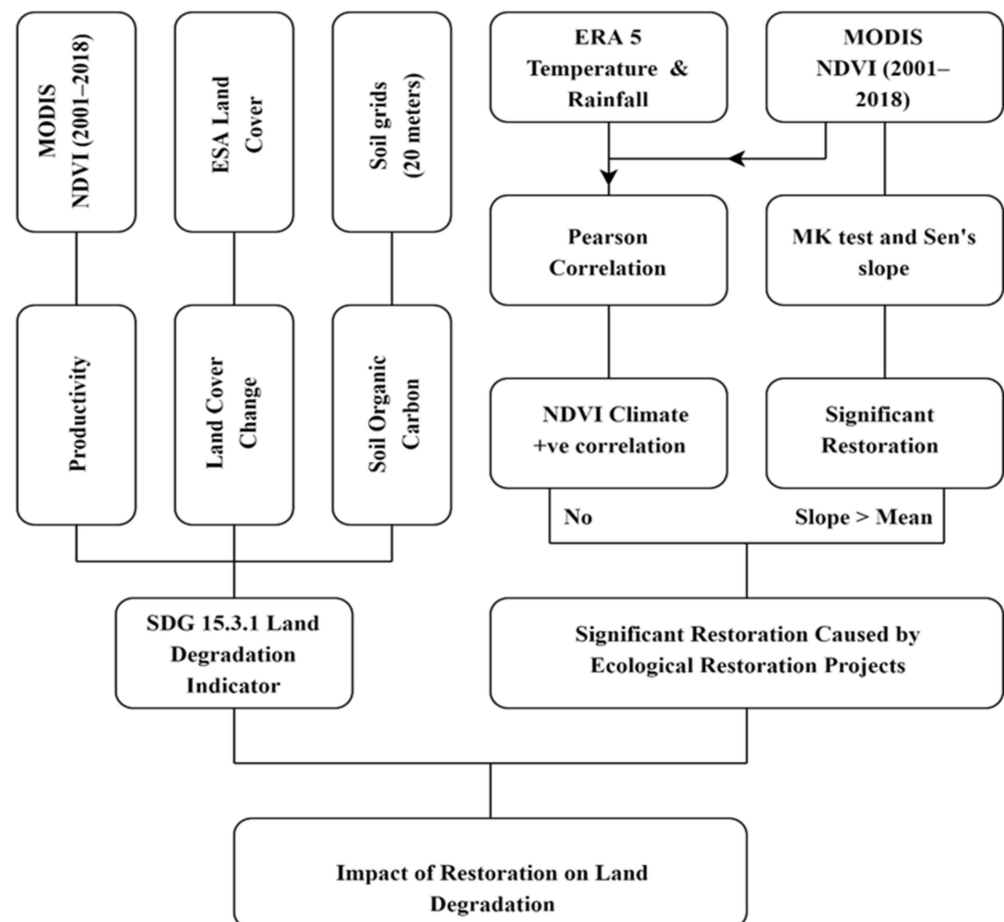 MODIS
NDVI (2001–2018)
ESA Land
Cover
Soil grids
(20 meters)
ERA 5
Temperature &
Rainfall
MODIS
NDVI (2001–
2018)
Pearson
Correlation
MK test and Sen's
slope
Productivity
Land Cover
Change
Soil Organic
Carbon
NDVI Climate
+ve correlation
Significant
Restoration
No
Slope > Mean
SDG 15.3.1 Land
Degradation
Indicator
Significant Restoration Caused by
Ecological Restoration Projects
Impact of Restoration on Land
Degradation